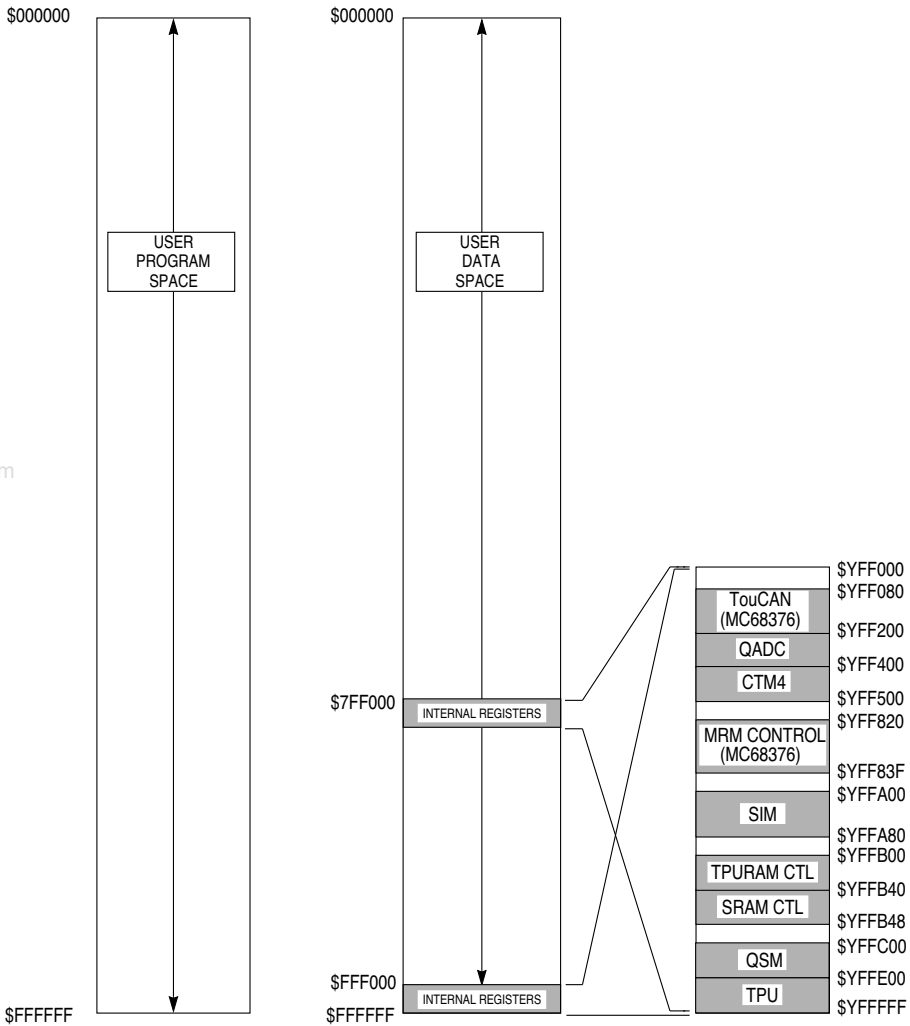 $000000
$000000
USER
PROGRAM
SPACE
USER
DATA
SPACE
m
$7FF000
INTERNAL REGISTERS
$FFF000
INTERNAL REGISTERS
$FFFFFF
$FFFFFF
$YFF000
$YFF080
TouCAN
(MC68376)
$YFF200
QADC
$YFF400
CTM4
$YFF500
$YFF820
MRM CONTROL
(MC68376)
$YFF83F
$YFFA00
SIM
$YFFA80
$YFFB00
TPURAM CTL
$YFFB40
SRAM CTL
$YFFB48
$YFFC00
QSM
$YFFE00
TPU
$YFFFFF